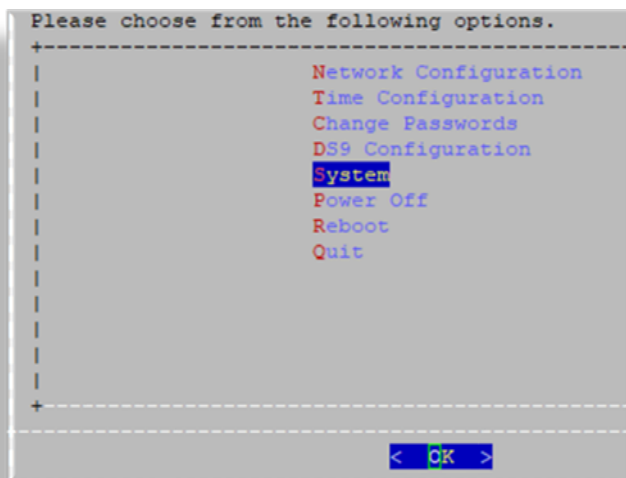 Please choose from the following options.
Network Configuration
Time Configuration
Change Passwords
DS9 Configuration
System
Power Off
Reboot
Quit
< OK >